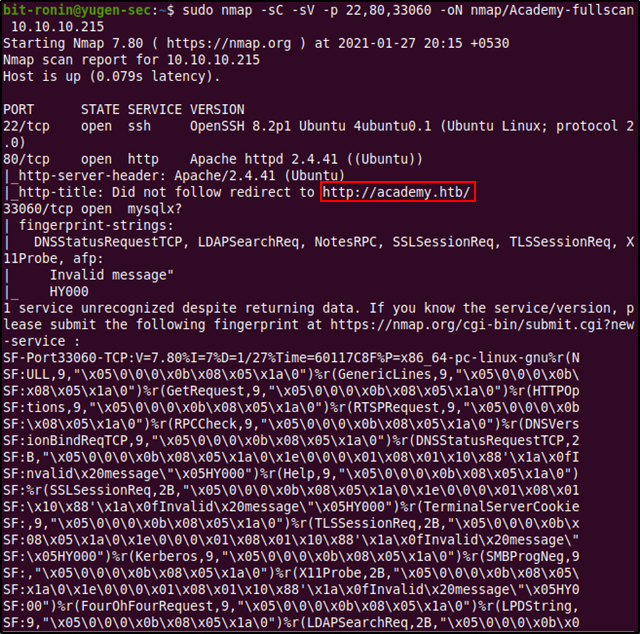 bit-ronin@yugen-sec:~$ sudo nmap -sC -sV -p 22,80,33060 -oN nmap/Academy-fullscan
 10.10.10.215
Starting Nmap 7.80 ( https://nmap.org ) at 2021-01-27 20:15 +0530
Nmap scan report for 10.10.10.215
Host is up (0.079s latency).

PORT      STATE SERVICE VERSION
22/tcp    open  ssh     OpenSSH 8.2p1 Ubuntu 4ubuntu0.1 (Ubuntu Linux; protocol 2
.0)
80/tcp    open  http    Apache httpd 2.4.41 ((Ubuntu))
|_http-server-header: Apache/2.4.41 (Ubuntu)
|_http-title: Did not follow redirect to http://academy.htb/
33060/tcp open  mysqlx?
| fingerprint-strings:
|   DNSStatusRequestTCP, LDAPSearchReq, NotesRPC, SSLSessionReq, TLSSessionReq, X
11Probe, afp:
|     Invalid message"
|_    HY000
1 service unrecognized despite returning data. If you know the service/version, p
lease submit the following fingerprint at https://nmap.org/cgi-bin/submit.cgi?new
-service :
SF-Port33060-TCP:V=7.80%I=7%D=1/27%Time=60117C8F%P=x86_64-pc-linux-gnu%r(N
SF:ULL,9,"\x05\0\0\0\x0b\x08\x05\x1a\0")%r(GenericLines,9,"\x05\0\0\0\x0b\
SF:x08\x05\x1a\0")%r(GetRequest,9,"\x05\0\0\0\x0b\x08\x05\x1a\0")%r(HTTPOp
SF:tions,9,"\x05\0\0\0\x0b\x08\x05\x1a\0")%r(RTSPRequest,9,"\x05\0\0\0\x0b
SF:\x08\x05\x1a\0")%r(RPCCheck,9,"\x05\0\0\0\x0b\x08\x05\x1a\0")%r(DNSVers
SF:ionBindReqTCP,9,"\x05\0\0\0\x0b\x08\x05\x1a\0")%r(DNSStatusRequestTCP,2
SF:B,"\x05\0\0\0\x0b\x08\x05\x1a\0\x1e\0\0\0\x01\x08\x01\x10\x88'\x1a\x0fI
SF:nvalid\x20message\"\x05HY000")%r(Help,9,"\x05\0\0\0\x0b\x08\x05\x1a\0")
SF:%r(SSLSessionReq,2B,"\x05\0\0\0\x0b\x08\x05\x1a\0\x1e\0\0\0\x01\x08\x01
SF:\x10\x88'\x1a\x0fInvalid\x20message\"\x05HY000")%r(TerminalServerCookie
SF:,9,"\x05\0\0\0\x0b\x08\x05\x1a\0")%r(TLSSessionReq,2B,"\x05\0\0\0\x0b\x
SF:08\x05\x1a\0\x1e\0\0\0\x01\x08\x01\x10\x88'\x1a\x0fInvalid\x20message\"
SF:\x05HY000")%r(Kerberos,9,"\x05\0\0\0\x0b\x08\x05\x1a\0")%r(SMBProgNeg,9
SF:,"\x05\0\0\0\x0b\x08\x05\x1a\0")%r(X11Probe,2B,"\x05\0\0\0\x0b\x08\x05\
SF:x1a\0\x1e\0\0\0\x01\x08\x01\x10\x88'\x1a\x0fInvalid\x20message\"\x05HY0
SF:00")%r(FourOhFourRequest,9,"\x05\0\0\0\x0b\x08\x05\x1a\0")%r(LPDString,
SF:9,"\x05\0\0\0\x0b\x08\x05\x1a\0")%r(LDAPSearchReq,2B,"\x05\0\0\0\x0b\x0